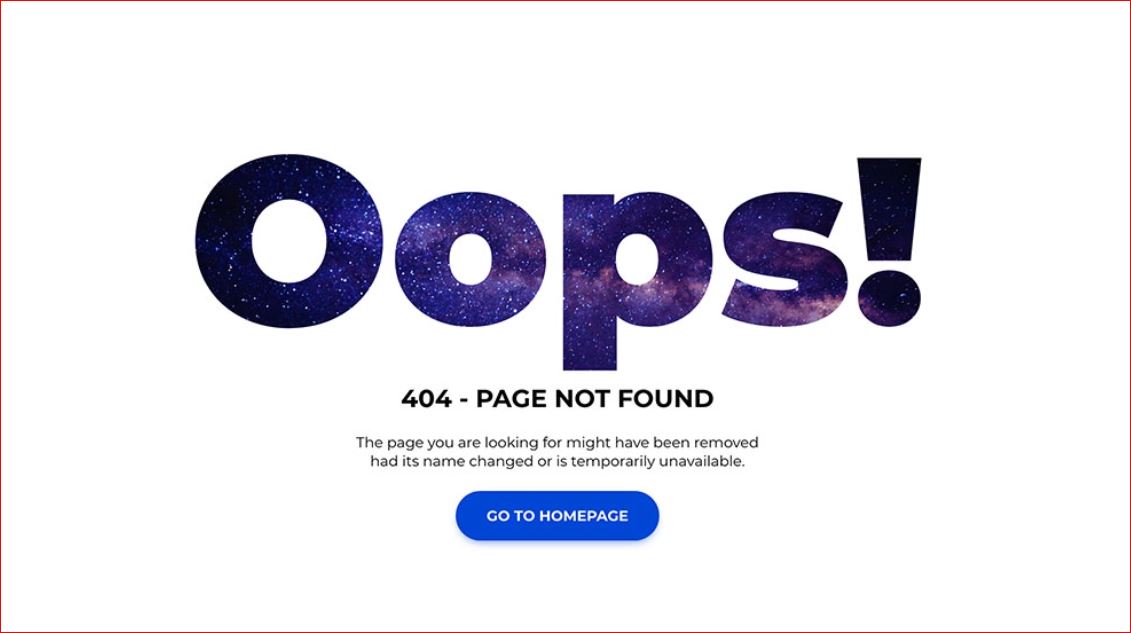 Oops!
404 - PAGE NOT FOUND
The page you are looking for might have been removed
had its name changed or is temporarily unavailable.
GO TO HOMEPAGE